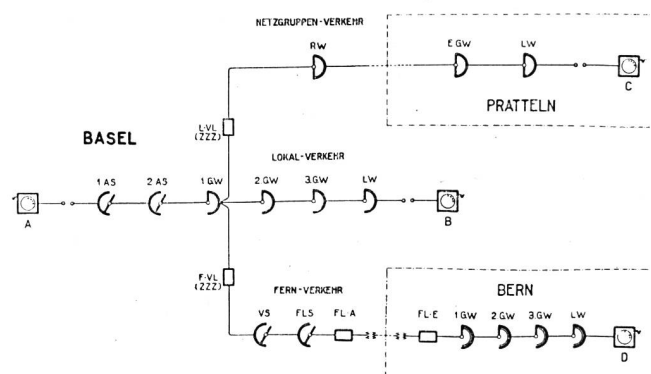 NETZGRUPPEN-VERKEHR
RW
E.GW LW
C
PRATTELN
L-VL
(ZZZ)
BASEL
LOKAL-VERKEHR
1.AS 2.AS 1.GW 2.GW 3.GW LW
A
B
F-VL
(ZZZ)
FERN-VERKEHR
BERN
VS FLS FL-A FL-E 1.GW 2.GW 3.GW LW
D